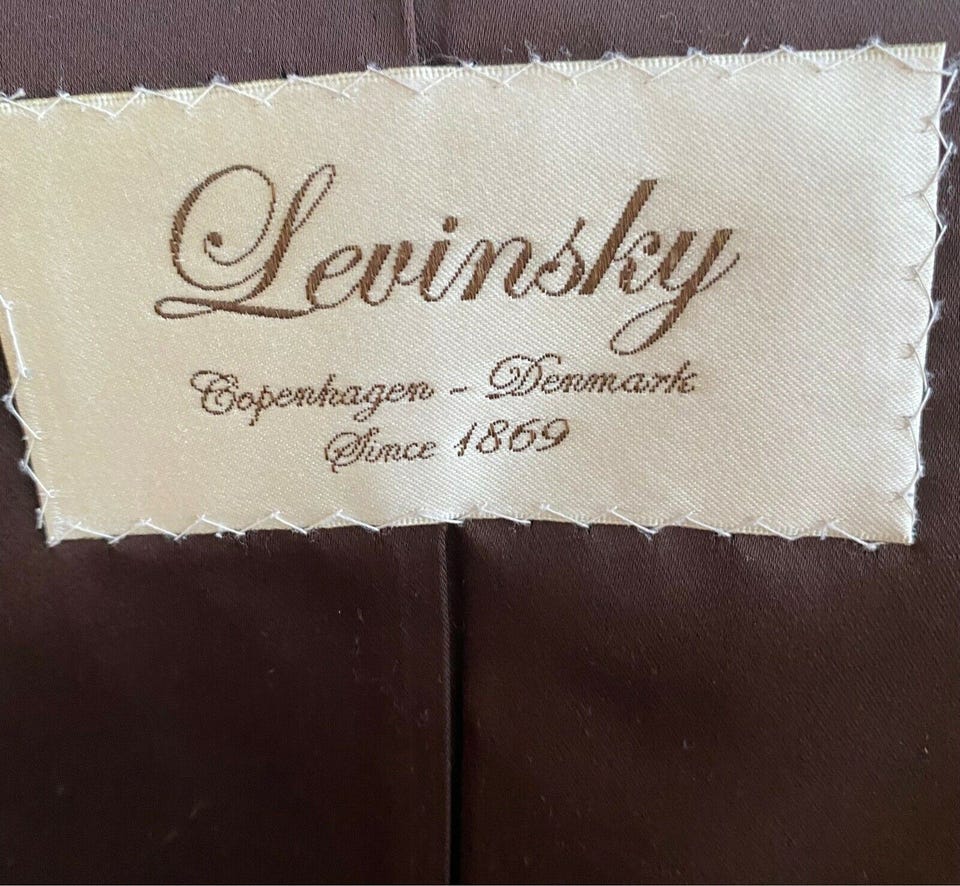 Levinsky
Copenhagen - Denmark
Since 1869